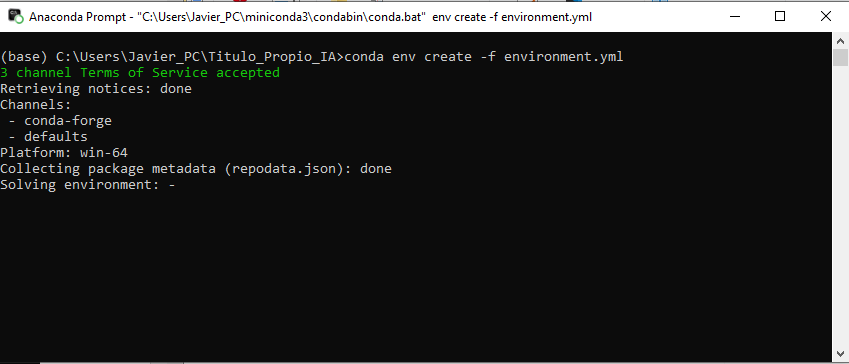 Anaconda Prompt - "C:\Users\Javier_PC\miniconda3\condabin\conda.bat" env create -f environment.yml
(base) C:\Users\Javier_PC\Titulo_Propio_IA>conda env create -f environment.yml
3 channel Terms of Service accepted
Retrieving notices: done
Channels:
 - conda-forge
 - defaults
Platform: win-64
Collecting package metadata (repodata.json): done
Solving environment: -